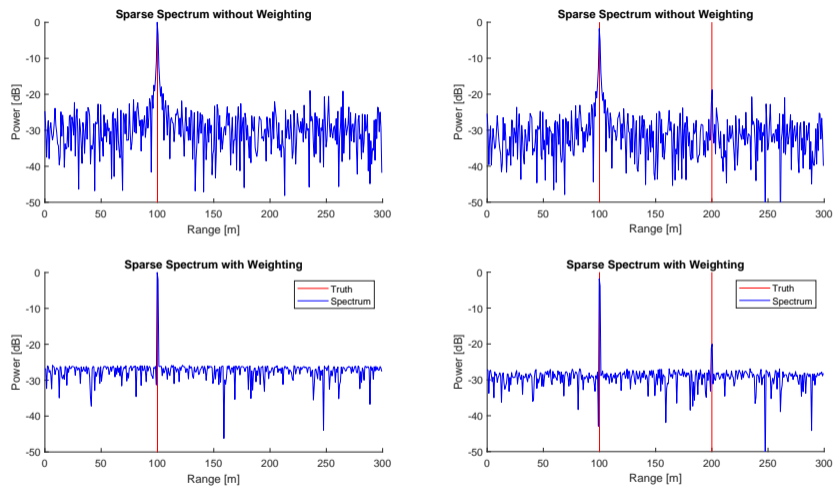 Sparse Spectrum without Weighting
0
-10
-20
-30
-40
-50
Power [dB]
0 50 100 150 200 250 300
Range [m]
Sparse Spectrum without Weighting
0
-10
-20
-30
-40
-50
Power [dB]
0 50 100 150 200 250 300
Range [m]
Sparse Spectrum with Weighting
0
-10
-20
-30
-40
-50
Power [dB]
Truth
Spectrum
0 50 100 150 200 250 300
Range [m]
Sparse Spectrum with Weighting
0
-10
-20
-30
-40
-50
Power [dB]
Truth
Spectrum
0 50 100 150 200 250 300
Range [m]